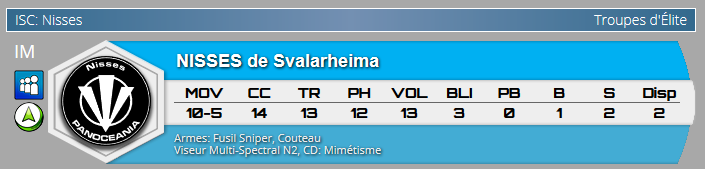 ISC: Nisses
Troupes d'Élite
IM
Nisses
PANOCEANIA
NISSES de Svalarheima
MOV CC TR PH VOL BLI PB B S Disp
10-5 14 13 12 13 3 0 1 2 2
Armes: Fusil Sniper, Couteau
Viseur Multi-Spectral N2, CD: Mimétisme